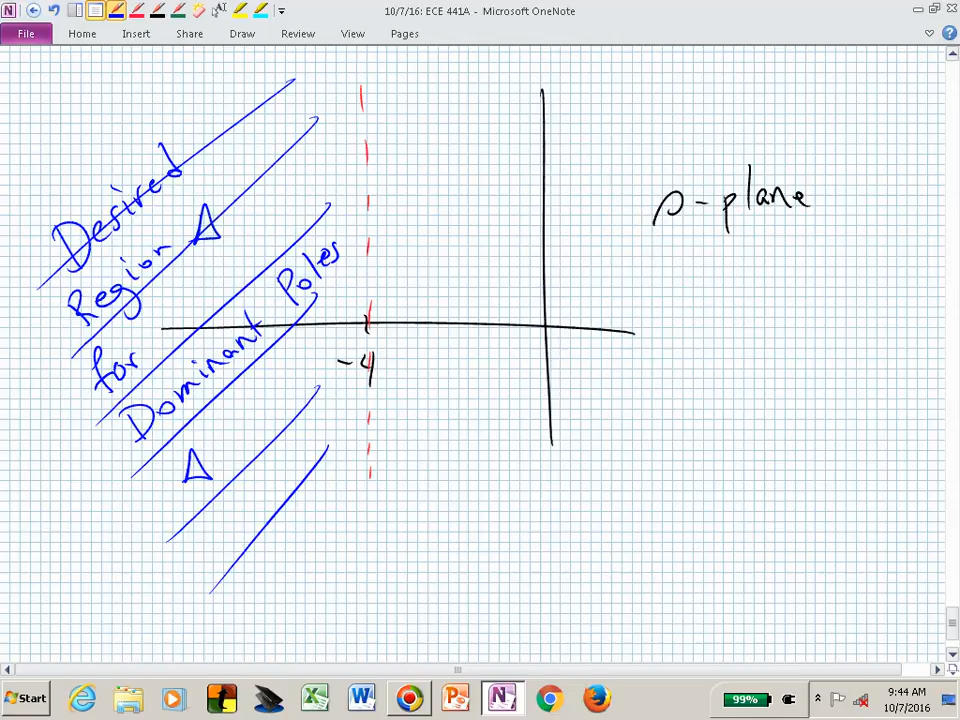 10/7/16: ECE 441A - Microsoft OneNote
File Home Insert Share Draw Review View Pages
Desired
Region
for
Dominant Poles
-4
s-plane
Start
99%
9:44 AM
10/7/2016